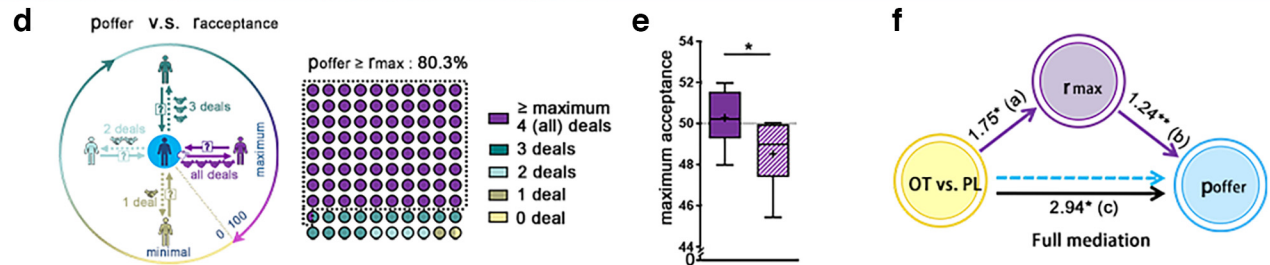 d
poffer v.s. racceptance
3 deals
?
2 deals
?
?
all deals
1 deal
?
maximum
minimal
0 100
poffer ≥ rmax : 80.3%
≥ maximum
4 (all) deals
3 deals
2 deals
1 deal
0 deal
e
maximum acceptance
54
52
50
48
46
44
0
*
f
rmax
1.75* (a)
1.24** (b)
OT vs. PL
poffer
2.94* (c)
Full mediation